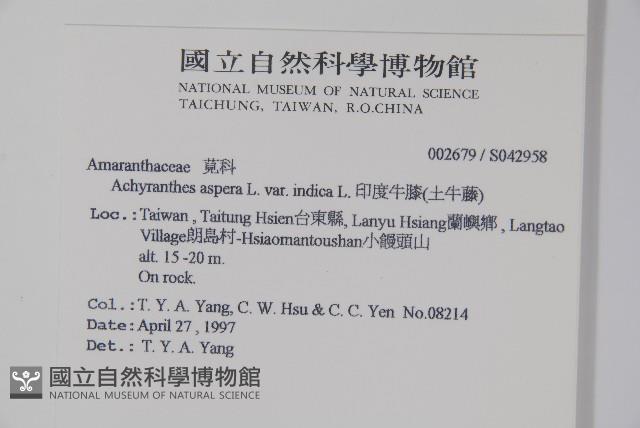 國立自然科學博物館
NATIONAL MUSEUM OF NATURAL SCIENCE
TAICHUNG, TAIWAN, R.O.CHINA
002679 / S042958
Amaranthaceae 莧科
Achyranthes aspera L. var. indica L. 印度牛膝(土牛藤)
Loc.:Taiwan , Taitung Hsien台東縣, Lanyu Hsiang蘭嶼鄉 , Langtao
Village朗島村-Hsiaomantoushan小饅頭山
alt. 15 -20 m.
On rock.
Col.: T. Y. A. Yang, C. W. Hsu & C. C. Yen No.08214
Date: April 27 , 1997
Det.: T. Y. A Yang
國立自然科學博物館
NATIONAL MUSEUM OF NATURAL SCIENCE